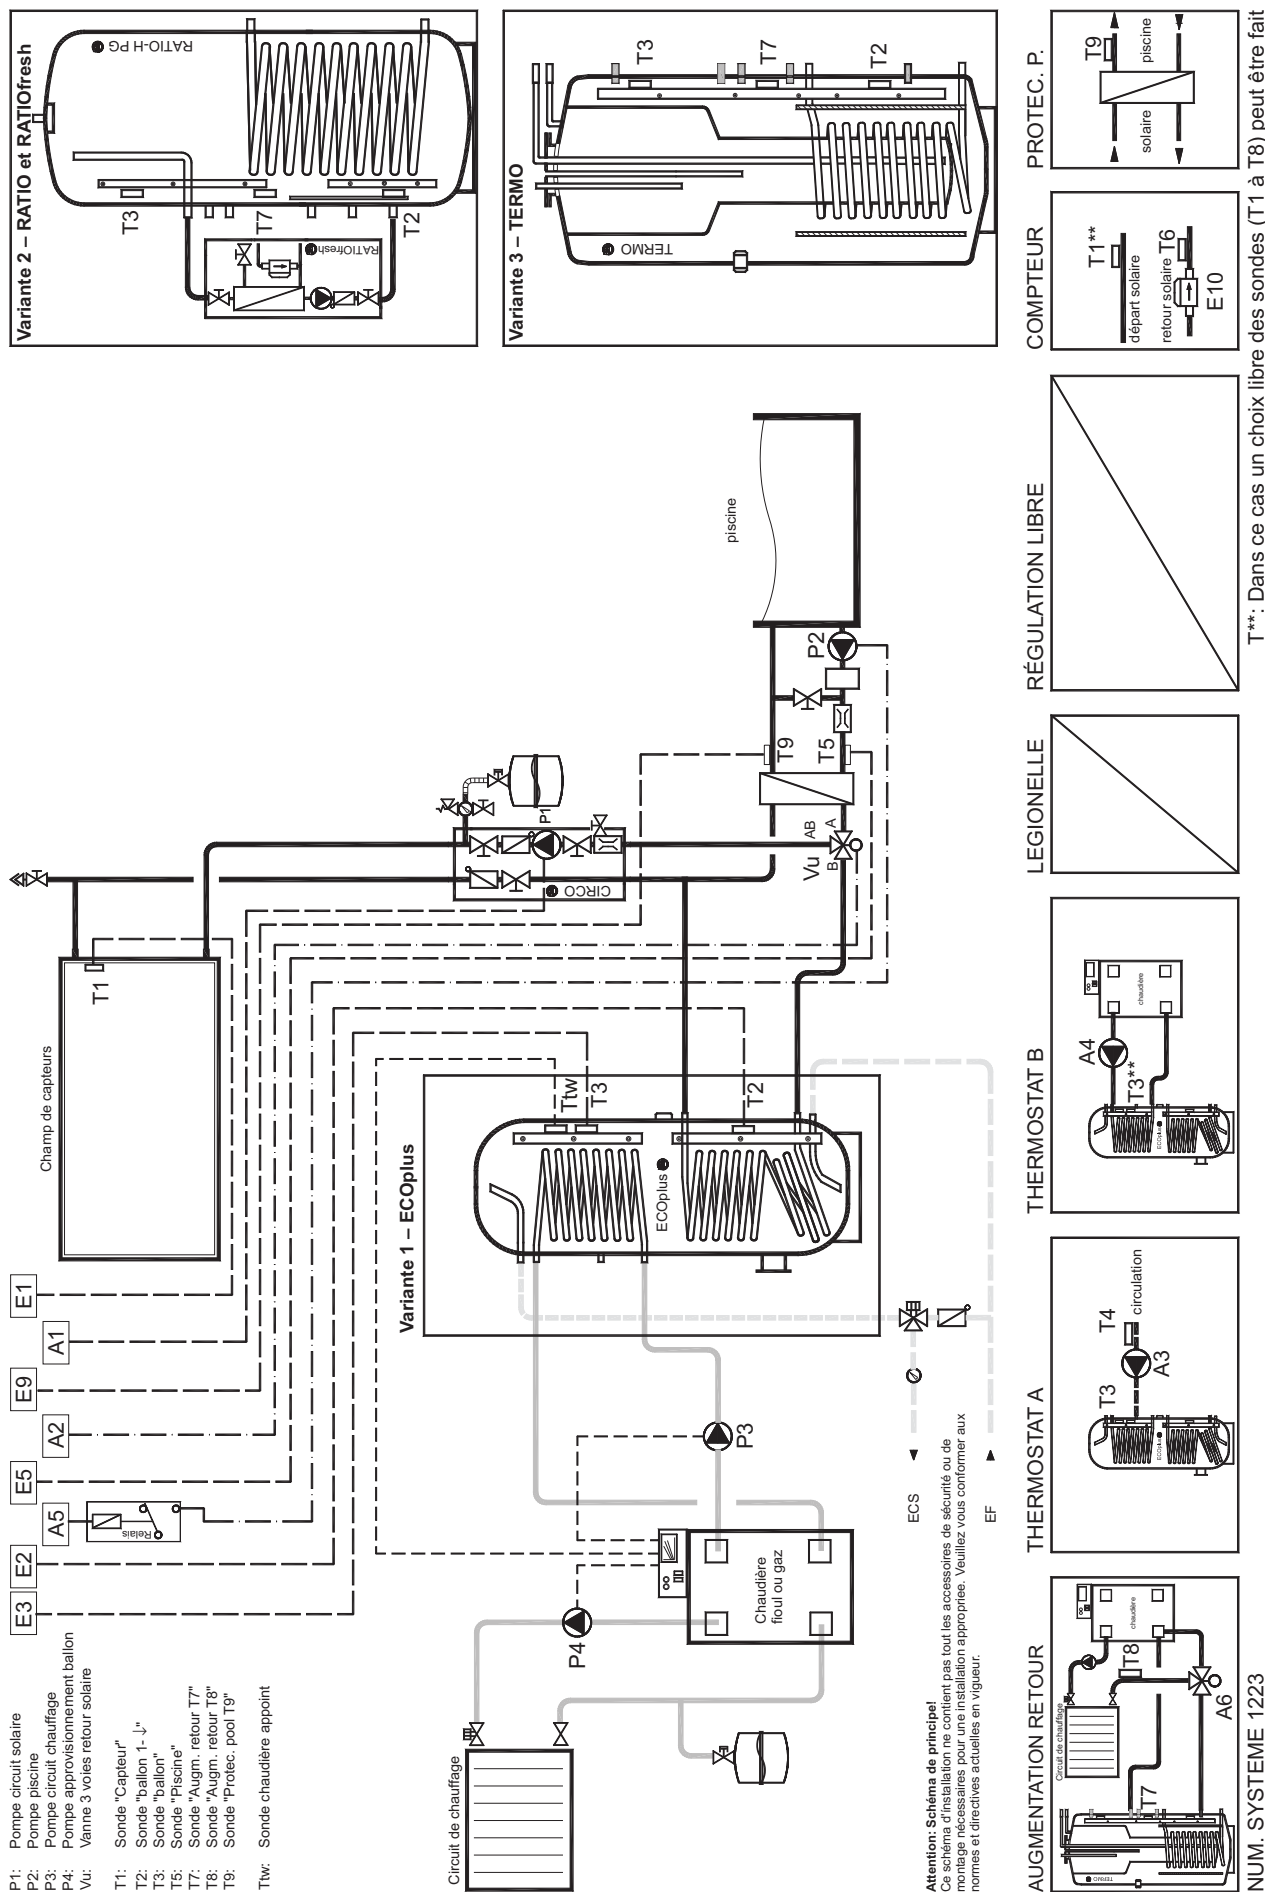 P1: Pompe circuit solaire
P2: Pompe piscine
P3: Pompe circuit chauffage
P4: Pompe approvisionnement ballon
Vu: Vanne 3 voies retour solaire
T1: Sonde "Capteur"
T2: Sonde "ballon 1-↓"
T3: Sonde "ballon"
T5: Sonde "Piscine"
T7: Sonde "Augm. retour T7"
T8: Sonde "Augm. retour T8"
T9: Sonde "Protec. pool T9"
Ttw: Sonde chaudière appoint
E3
E2
A5
Relais
E5
A2
E9
A1
E1
Champ de capteurs
T1
CIRCO
P1
Vu
B
AB
A
T9
T5
P2
piscine
Variante 1 – ECOplus
Ttw
T3
T2
ECOplus
Circuit de chauffage
P4
P3
Chaudière
fioul ou gaz
ECS
EF
Attention: Schéma de principe!
Ce schéma d'installation ne contient pas tout les accessoires de sécurité ou de
montage nécessaires pour une installation appropriee. Veuillez vous conformer aux
normes et directives actuelles en vigueur.
Variante 2 – RATIO et RATIOfresh
RATIO-H PG
T3
T7
T2
RATIOfresh
Variante 3 – TERMO
TERMO
T3
T7
T2
AUGMENTATION RETOUR
Circuit de chauffage
chaudière
T8
T7
A6
TERMO
THERMOSTAT A
T3
T4
circulation
A3
ECOplus
THERMOSTAT B
A4
T3**
chaudière
ECOplus
LEGIONELLE
RÉGULATION LIBRE
COMPTEUR
T1**
départ solaire
retour solaire T6
E10
PROTEC. P.
T9
solaire
piscine
NUM. SYSTEME 1223
T**: Dans ce cas un choix libre des sondes (T1 à T8) peut être fait